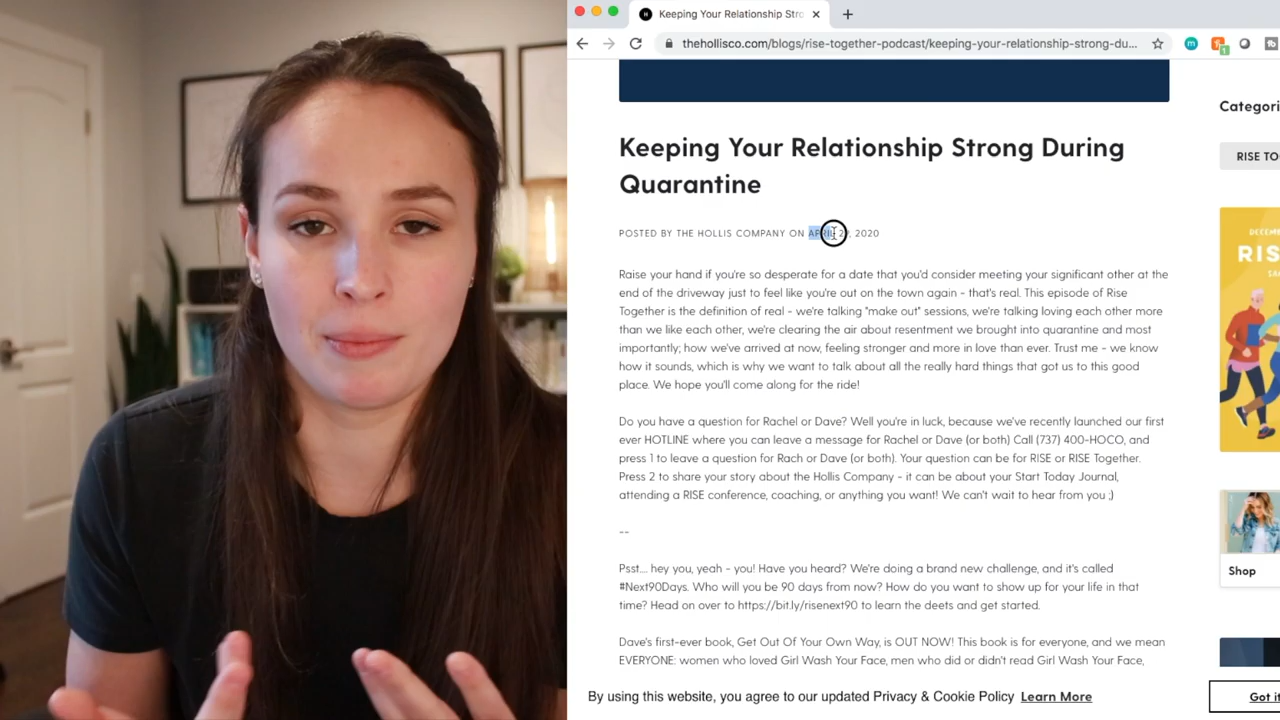 Keeping Your Relationship Stro
thehollisco.com/blogs/rise-together-podcast/keeping-your-relationship-strong-du...
1
Keeping Your Relationship Strong During
Quarantine
POSTED BY THE HOLLIS COMPANY ON APRIL 2 , 2020
Raise your hand if you're so desperate for a date that you'd consider meeting your significant other at the
end of the driveway just to feel like you're out on the town again - that's real. This episode of Rise
Together is the definition of real - we're talking "make out" sessions, we're talking loving each other more
than we like each other, we're clearing the air about resentment we brought into quarantine and most
importantly; how we've arrived at now, feeling stronger and more in love than ever. Trust me - we know
how it sounds, which is why we want to talk about all the really hard things that got us to this good
place. We hope you'll come along for the ride!
Do you have a question for Rachel or Dave? Well you're in luck, because we've recently launched our first
ever HOTLINE where you can leave a message for Rachel or Dave (or both) Call (737) 400-HOCO, and
press 1 to leave a question for Rach or Dave (or both). Your question can be for RISE or RISE Together.
Press 2 to share your story about the Hollis Company - it can be about your Start Today Journal,
attending a RISE conference, coaching, or anything you want! We can't wait to hear from you ;)
--
Psst.... hey you, yeah - you! Have you heard? We're doing a brand new challenge, and it's called
#Next90Days. Who will you be 90 days from now? How do you want to show up for your life in that
time? Head on over to https://bit.ly/risenext90 to learn the deets and get started.
Dave's first-ever book, Get Out Of Your Own Way, is OUT NOW! This book is for everyone, and we mean
EVERYONE: women who loved Girl Wash Your Face, men who did or didn't read Girl Wash Your Face,
Categori
RISE TO
DECEM
RIS
Shop
By using this website, you agree to our updated Privacy & Cookie Policy Learn More
Got it